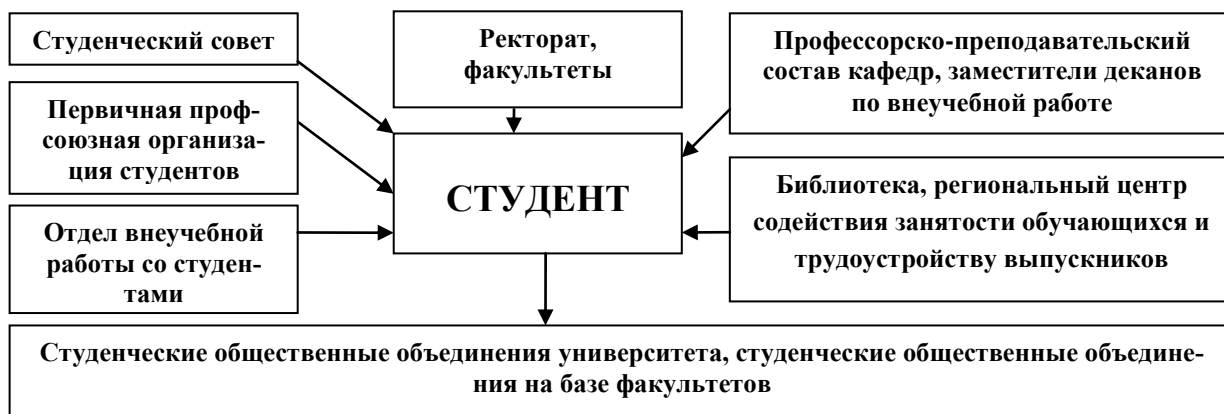 Студенческий совет
Ректорат,
факультеты
Профессорско-преподавательский
состав кафедр, заместители деканов
по внеучебной работе
Первичная проф-
союзная организа-
ция студентов
СТУДЕНТ
Библиотека, региональный центр
содействия занятости обучающихся и
трудоустройству выпускников
Отдел внеучебной
работы со студен-
тами
Студенческие общественные объединения университета, студенческие общественные объедине-
ния на базе факультетов